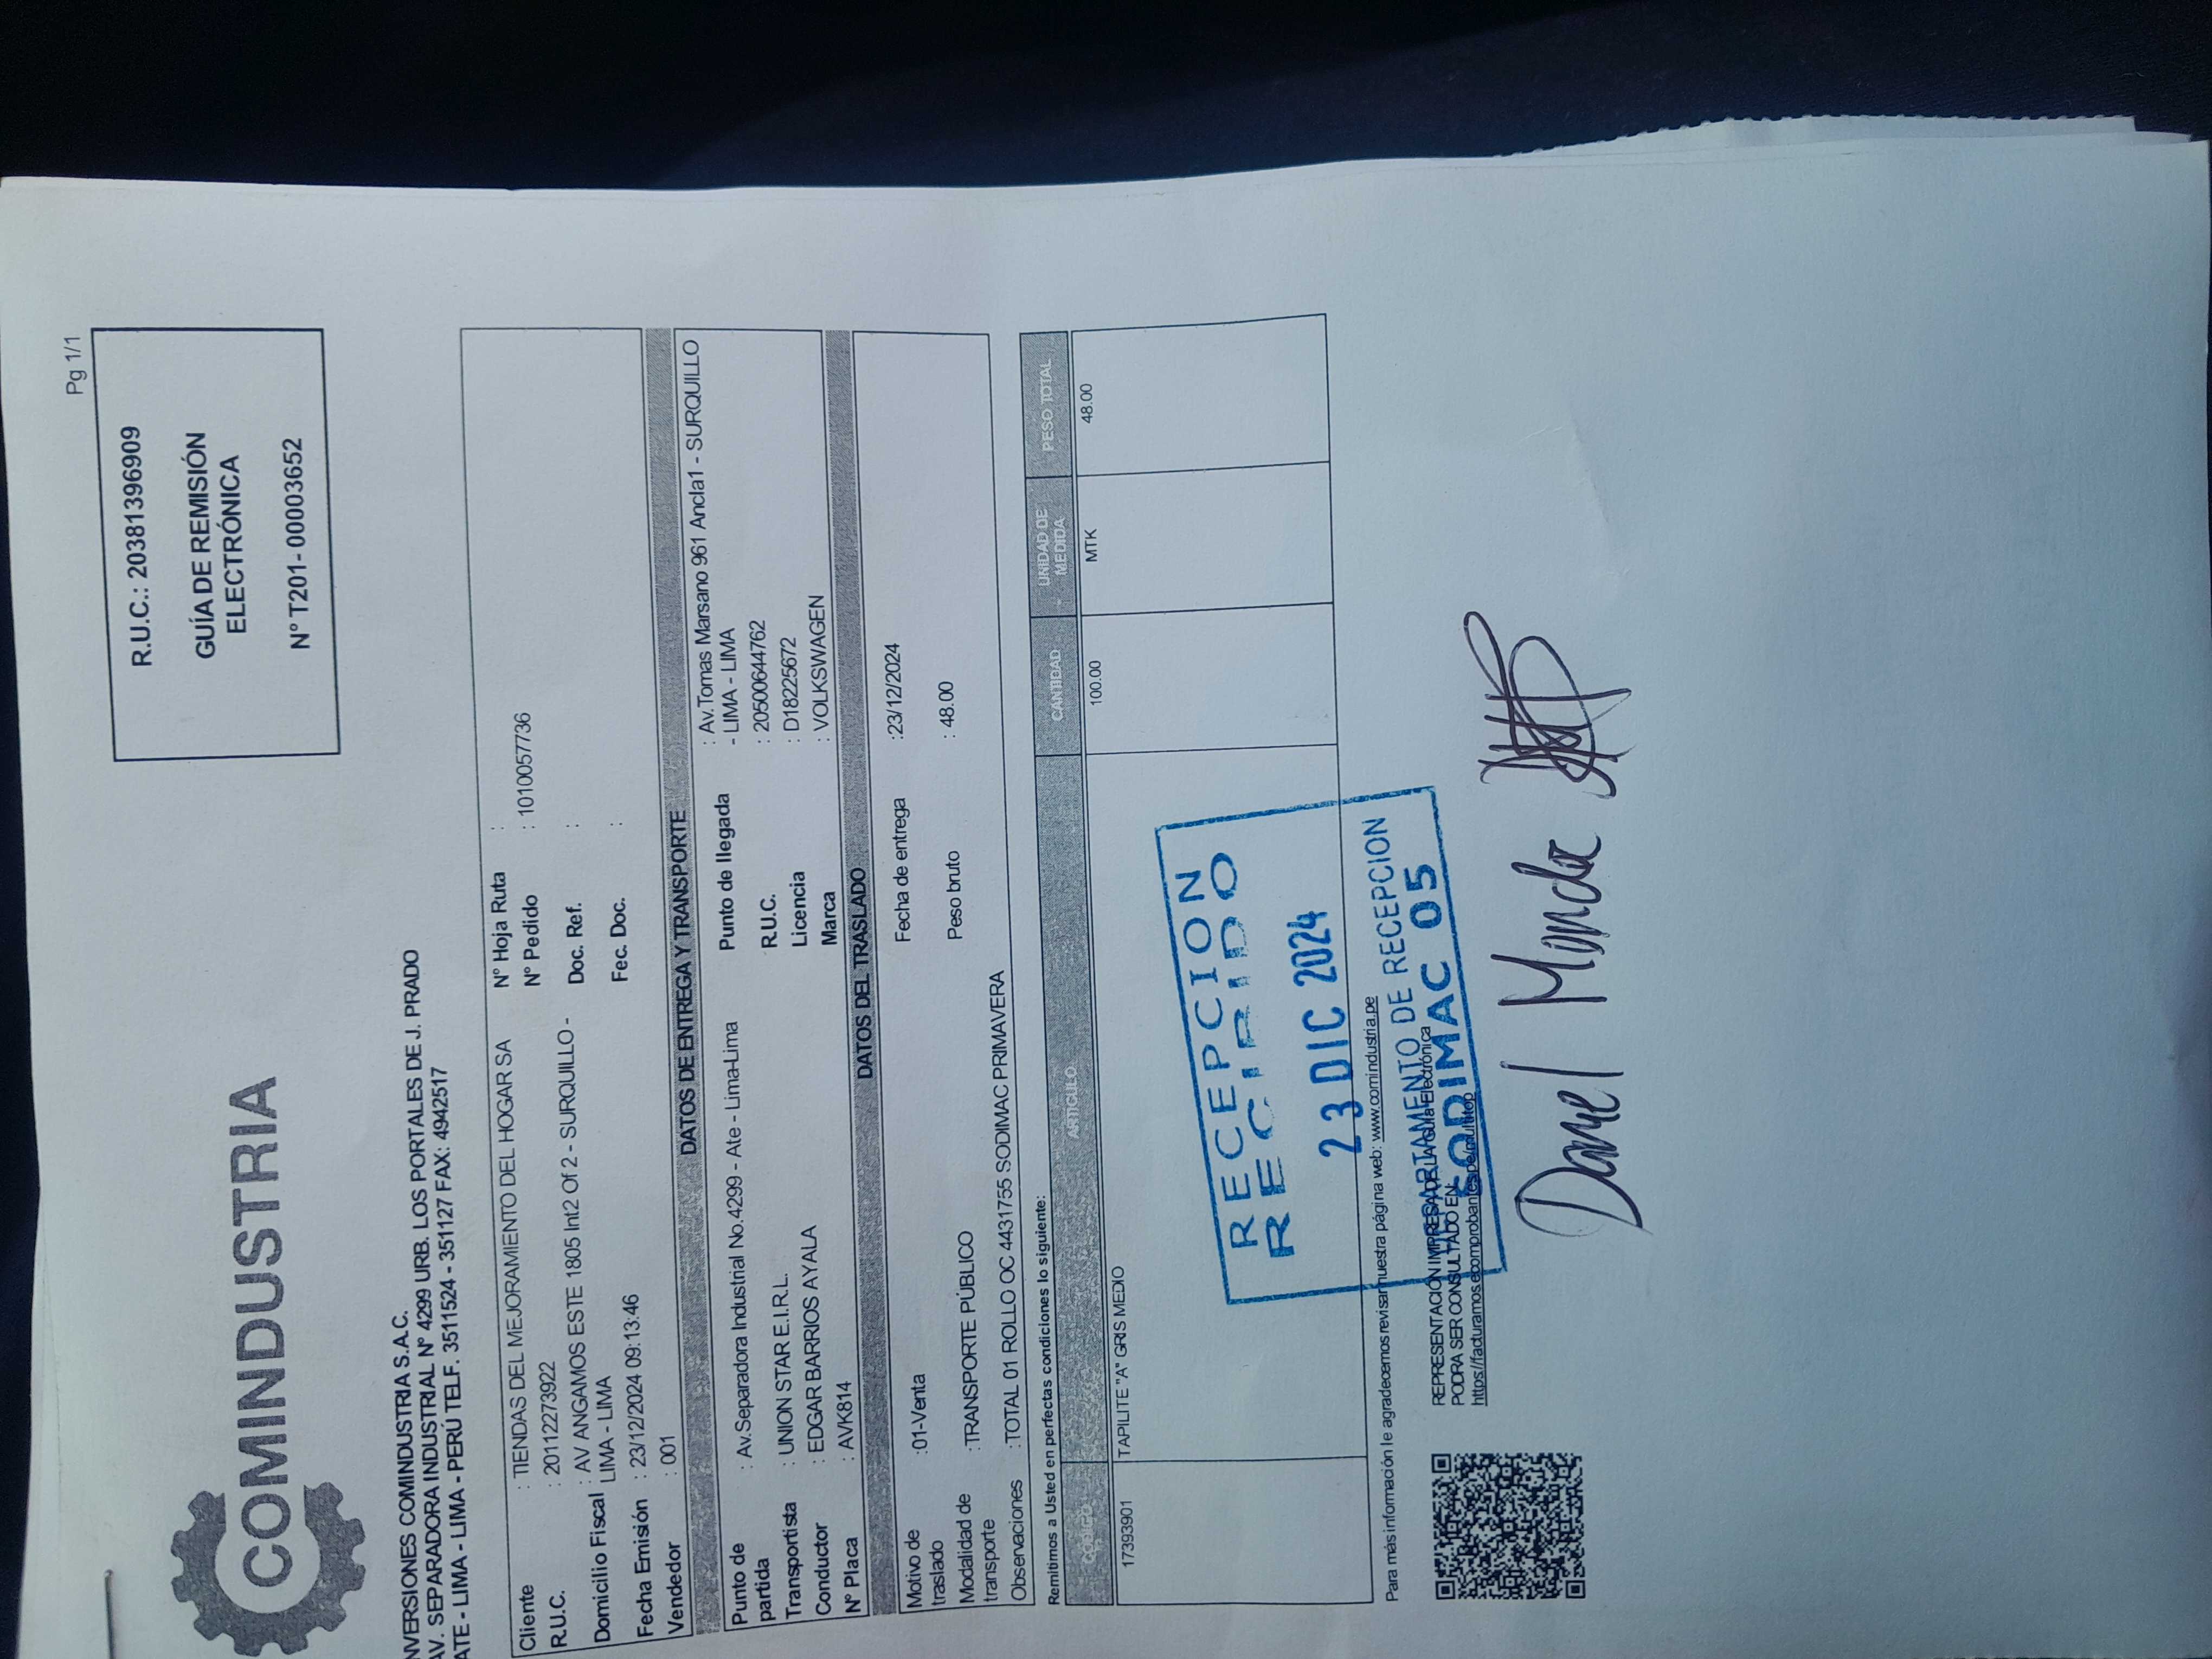 Pg 1/1
COMINDUSTRIA
R.U.C.: 20381396909
GUÍA DE REMISIÓN
ELECTRÓNICA
N° T201- 00003652
INVERSIONES COMINDUSTRIA S.A.C.
AV. SEPARADORA INDUSTRIAL N° 4299 URB. LOS PORTALES DE J. PRADO
ATE - LIMA - LIMA - PERÚ TELF. 3511524 - 351127 FAX: 4942517
Cliente : TIENDAS DEL MEJORAMIENTO DEL HOGAR SA N° Hoja Ruta :
R.U.C. : 20112273922 N° Pedido : 1010057736
Domicilio Fiscal : AV ANGAMOS ESTE 1805 Int2 Of 2 - SURQUILLO - Doc. Ref. :
LIMA - LIMA Fec. Doc. :
Fecha Emisión : 23/12/2024 09:13:46
Vendedor : 001
DATOS DE ENTREGA Y TRANSPORTE
Punto de partida : Av.Separadora Industrial No.4299 - Ate - Lima-Lima Punto de llegada : Av.Tomas Marsano 961 Ancla1 - SURQUILLO
- LIMA - LIMA
Transportista : UNION STAR E.I.R.L. R.U.C. : 20500644762
Conductor : EDGAR BARRIOS AYALA Licencia : D18225672
N° Placa : AVK814 Marca : VOLKSWAGEN
DATOS DEL TRASLADO
Motivo de traslado :01-Venta Fecha de entrega :23/12/2024
Modalidad de transporte :TRANSPORTE PÚBLICO Peso bruto : 48.00
Observaciones :TOTAL 01 ROLLO OC 4431755 SODIMAC PRIMAVERA
Remitimos a Usted en perfectas condiciones lo siguiente:
CODIGO ARTICULO CANTIDAD UNIDAD DE MEDIDA PESO TOTAL
17393901 TAPILITE "A" GRIS MEDIO 100.00 MTK 48.00
RECEPCION
RECIBIDO
23 DIC 2024
DEPARTAMENTO DE RECEPCION
SODIMAC 05
Para más información le agradecemos revisar nuestra página web: www.comindustria.pe
REPRESENTACIÓN IMPRESA DE LA Guía Electrónica
PODRA SER CONSULTADO EN:
Daniel